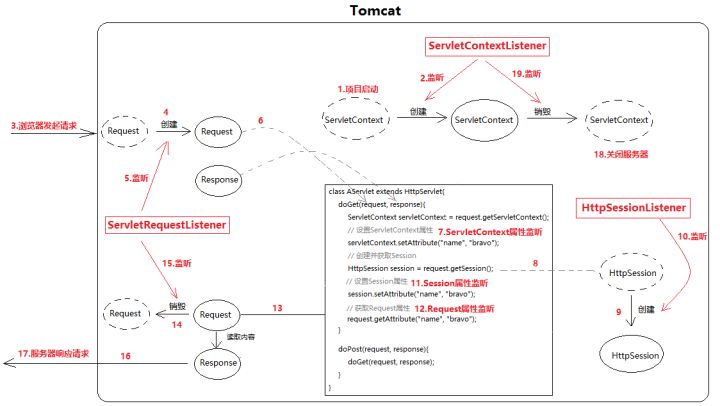 Tomcat
ServletContextListener
2.监听
19.监听
1.项目启动
3.浏览器发起请求
4
6
Request
创建
Request
ServletContext
创建
ServletContext
销毁
ServletContext
18.关闭服务器
5.监听
Response
class AServlet extends HttpServlet{
doGet(request, response){
ServletContext servletContext = request.getServletContext();
// 设置ServletContext属性 7.ServletContext属性监听
servletContext.setAttribute("name", "bravo");
// 创建并获取Session
HttpSession session = request.getSession();
// 设置Session属性 11.Session属性监听
session.setAttribute("name", "bravo");
// 获取Request属性 12.Request属性监听
request.getAttribute("name", "bravo");
}
doPost(request, response){
doGet(request, response);
}
}
ServletRequestListener
HttpSessionListener
10.监听
8
HttpSession
9
创建
HttpSession
15.监听
Request
销毁
14
Request
13
读取内容
17.服务器响应请求
16
Response